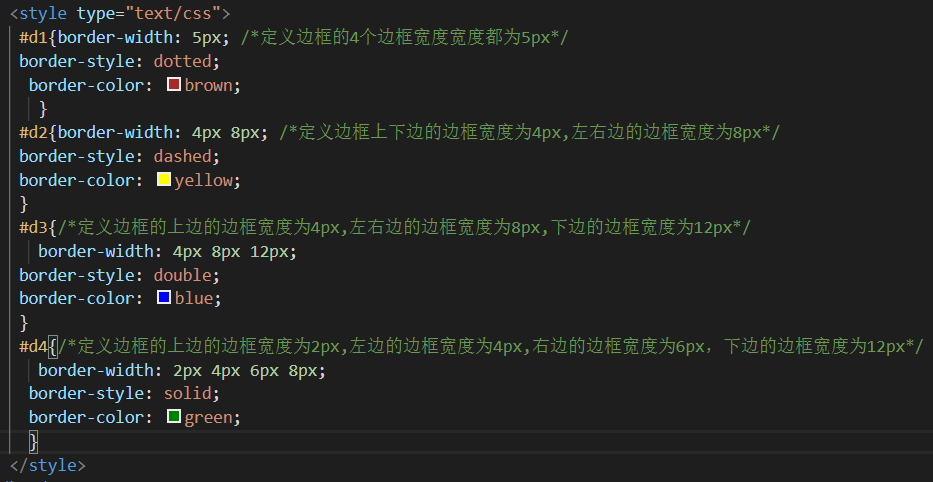 <style type="text/css">
#d1{border-width: 5px; /*定义边框的4个边框宽度宽度都为5px*/
border-style: dotted;
border-color: brown;
}
#d2{border-width: 4px 8px; /*定义边框上下边的边框宽度为4px,左右边的边框宽度为8px*/
border-style: dashed;
border-color: yellow;
}
#d3{/*定义边框的上边的边框宽度为4px,左右边的边框宽度为8px,下边的边框宽度为12px*/
border-width: 4px 8px 12px;
border-style: double;
border-color: blue;
}
#d4{/*定义边框的上边的边框宽度为2px,左边的边框宽度为4px,右边的边框宽度为6px，下边的边框宽度为12px*/
border-width: 2px 4px 6px 8px;
border-style: solid;
border-color: green;
}
</style>